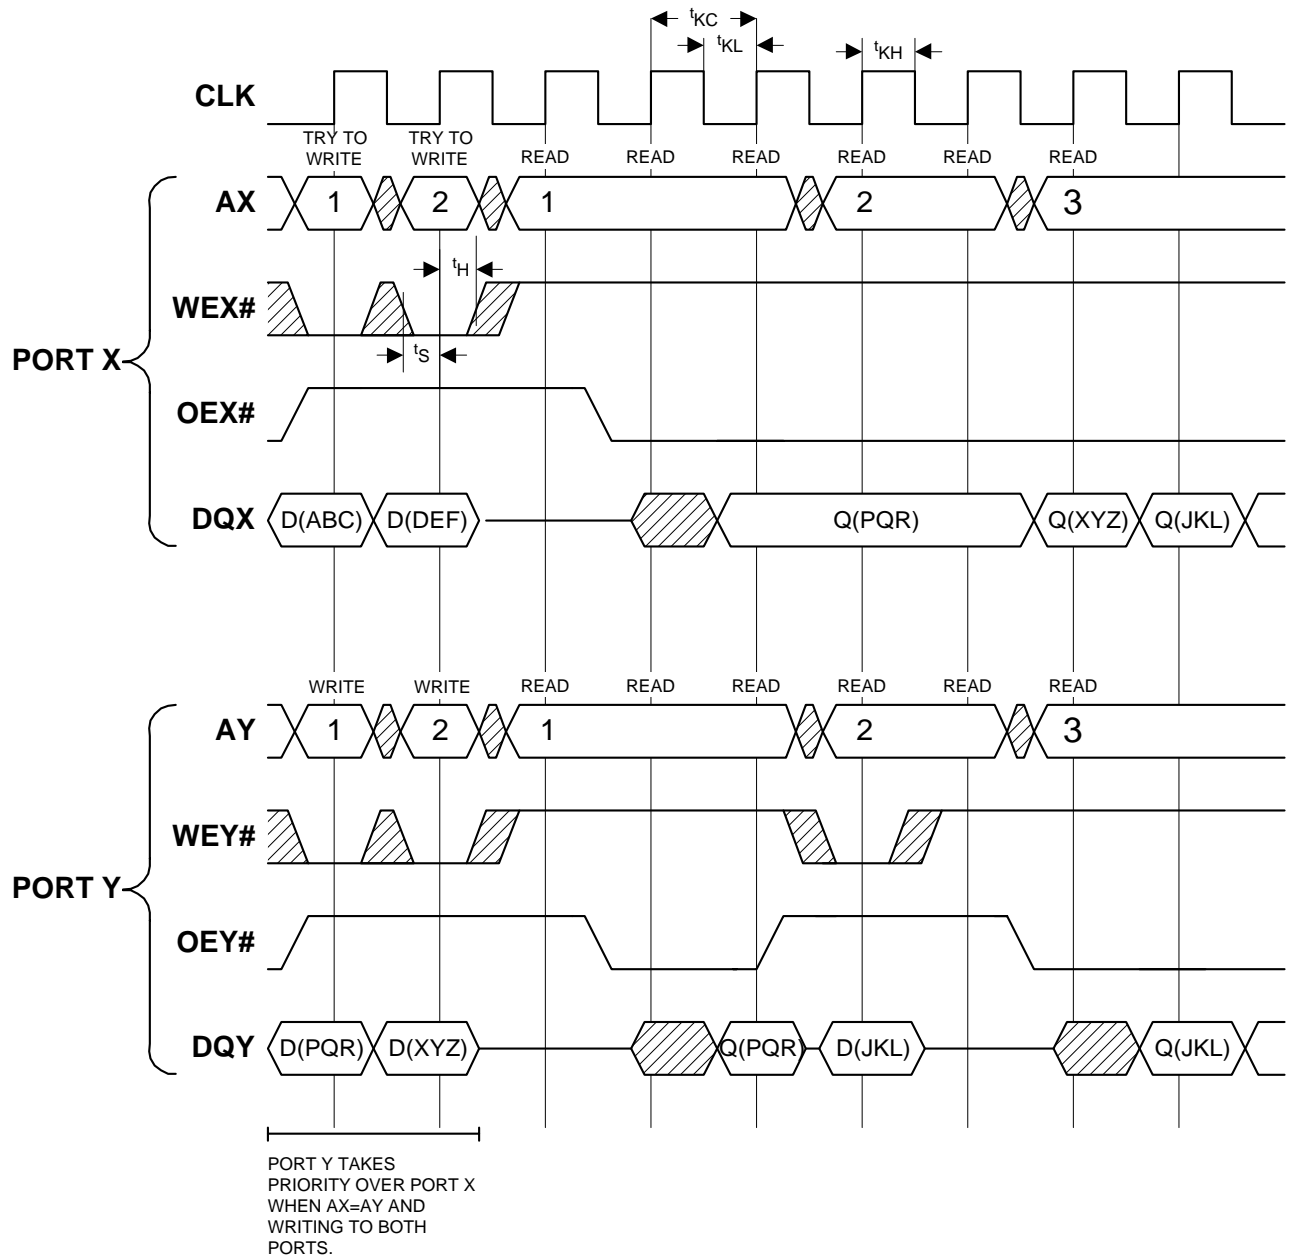 tKC
tKL
tKH
CLK
TRY TO
WRITE
TRY TO
WRITE
READ
READ
READ
READ
READ
READ
AX
1
2
1
2
3
tH
WEX#
tS
PORT X
OEX#
DQX
D(ABC)
D(DEF)
Q(PQR)
Q(XYZ)
Q(JKL)
WRITE
WRITE
READ
READ
READ
READ
READ
READ
AY
1
2
1
2
3
WEY#
PORT Y
OEY#
DQY
D(PQR)
D(XYZ)
Q(PQR)
D(JKL)
Q(JKL)
PORT Y TAKES
PRIORITY OVER PORT X
WHEN AX=AY AND
WRITING TO BOTH
PORTS.